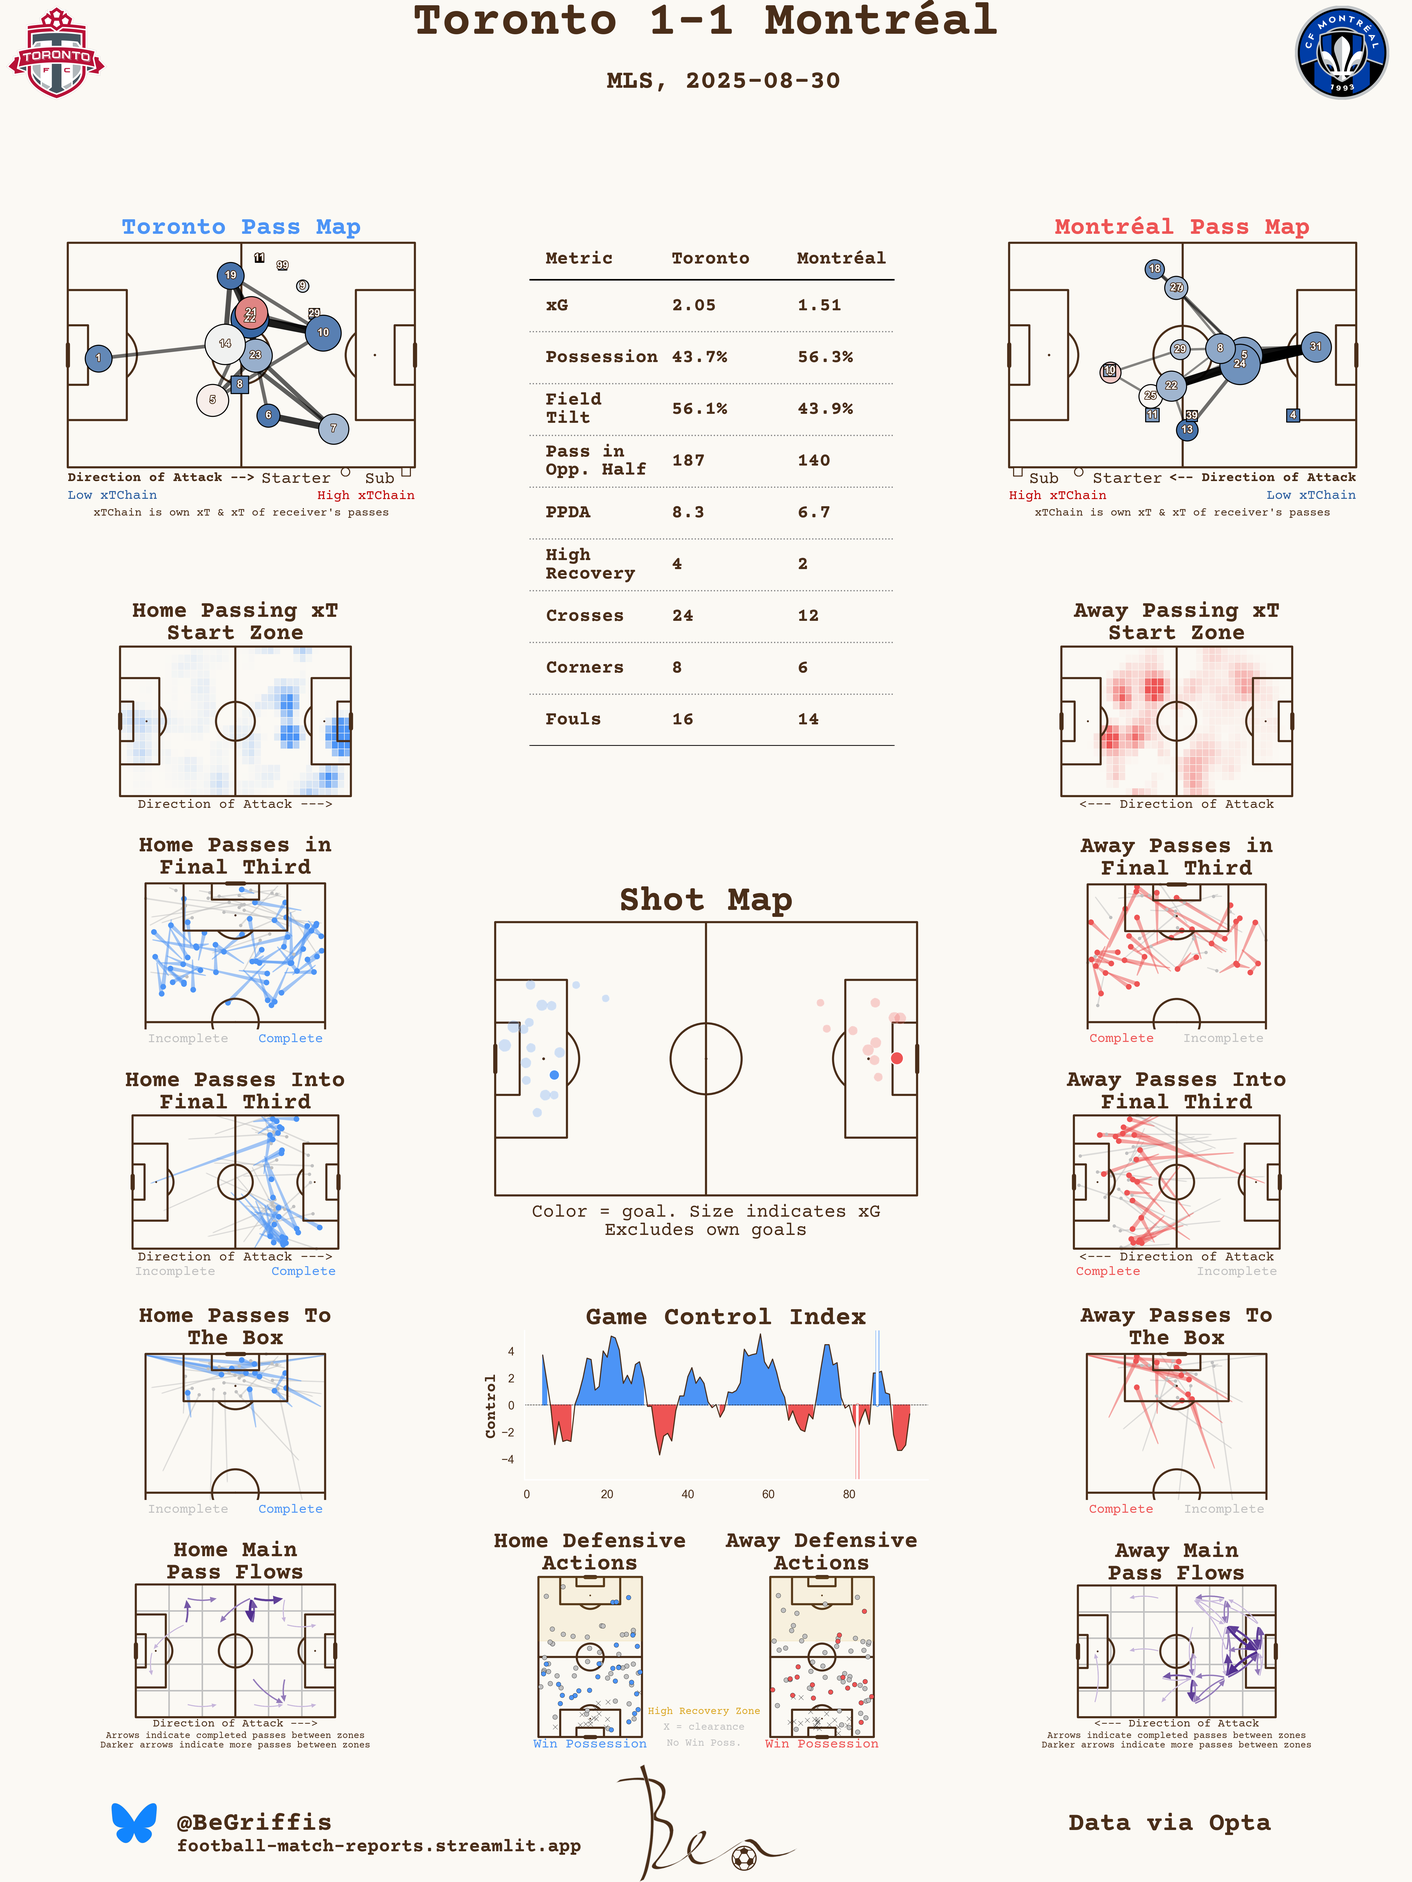 Toronto 1-1 Montréal
MLS, 2025-08-30
TORONTO
F C
CF MONTRÉAL
1993
Toronto Pass Map
11
99
19
9
21
22
29
10
14
23
1
8
5
6
7
Direction of Attack --> Starter Sub
Low xTChain High xTChain
xTChain is own xT & xT of receiver's passes
Metric Toronto Montréal
xG 2.05 1.51
Possession 43.7% 56.3%
Field
Tilt 56.1% 43.9%
Pass in
Opp. Half 187 140
PPDA 8.3 6.7
High
Recovery 4 2
Crosses 24 12
Corners 8 6
Fouls 16 14
Montréal Pass Map
18
27
29
8
5
31
24
10
22
25
11
39
4
13
Sub Starter <-- Direction of Attack
High xTChain Low xTChain
xTChain is own xT & xT of receiver's passes
Home Passing xT
Start Zone
Direction of Attack --->
Away Passing xT
Start Zone
<--- Direction of Attack
Home Passes in
Final Third
Incomplete Complete
Away Passes in
Final Third
Complete Incomplete
Shot Map
Color = goal. Size indicates xG
Excludes own goals
Home Passes Into
Final Third
Direction of Attack --->
Incomplete Complete
Away Passes Into
Final Third
<--- Direction of Attack
Complete Incomplete
Home Passes To
The Box
Incomplete Complete
Game Control Index
Control
4
2
0
−2
−4
0 20 40 60 80
Away Passes To
The Box
Complete Incomplete
Home Main
Pass Flows
Direction of Attack --->
Arrows indicate completed passes between zones
Darker arrows indicate more passes between zones
Home Defensive
Actions
Win Possession
High Recovery Zone
X = clearance
No Win Poss.
Away Defensive
Actions
Win Possession
Away Main
Pass Flows
<--- Direction of Attack
Arrows indicate completed passes between zones
Darker arrows indicate more passes between zones
@BeGriffis
football-match-reports.streamlit.app
Ben
Data via Opta